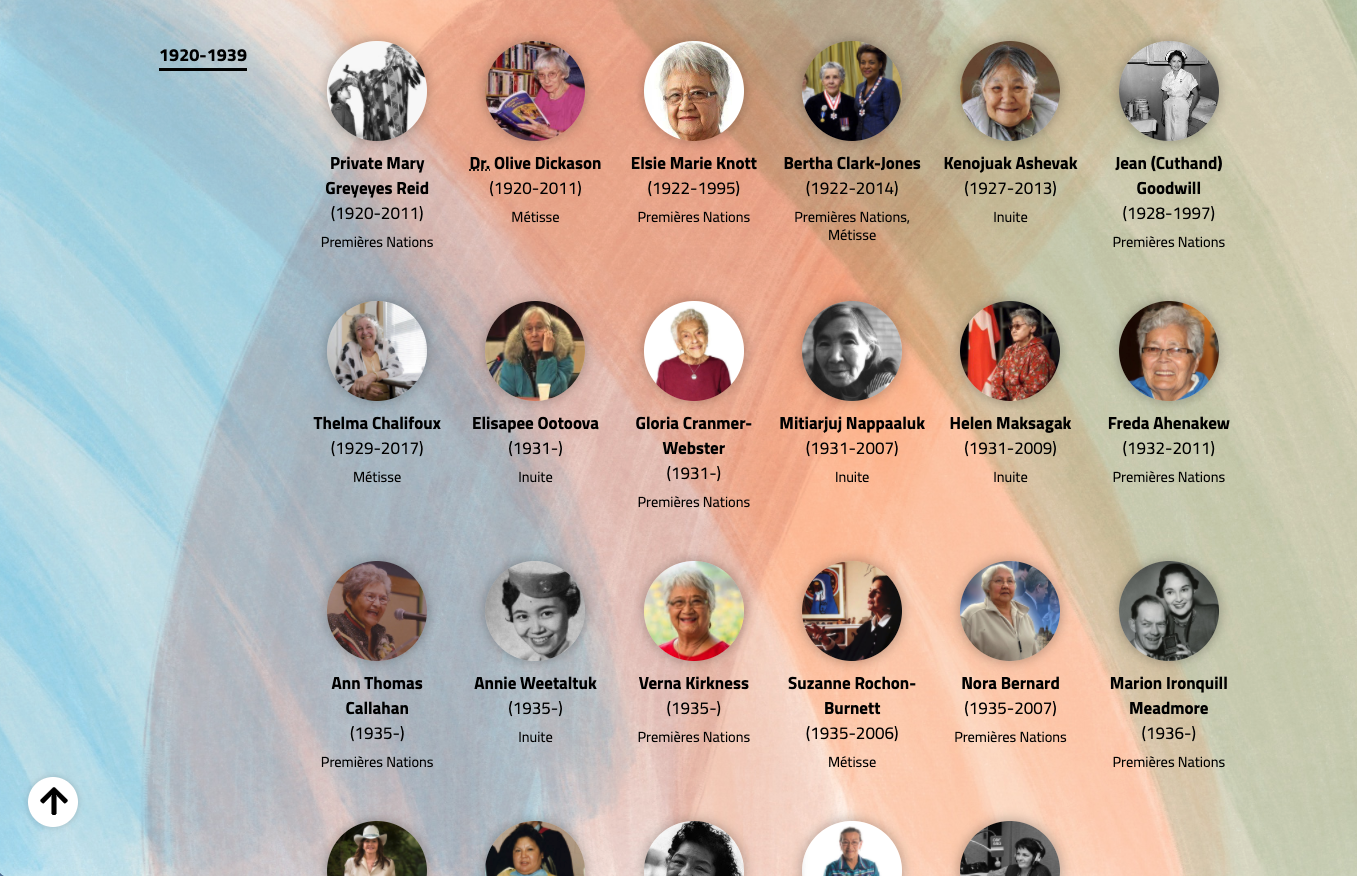 1920-1939
Private Mary
Greyeyes Reid
(1920-2011)
Premières Nations
Dr. Olive Dickason
(1920-2011)
Métisse
Elsie Marie Knott
(1922-1995)
Premières Nations
Bertha Clark-Jones
(1922-2014)
Premières Nations,
Métisse
Kenojuak Ashevak
(1927-2013)
Inuite
Jean (Cuthand)
Goodwill
(1928-1997)
Premières Nations
Thelma Chalifoux
(1929-2017)
Métisse
Elisapee Ootoova
(1931-)
Inuite
Gloria Cranmer-
Webster
(1931-)
Premières Nations
Mitiarjuj Nappaaluk
(1931-2007)
Inuite
Helen Maksagak
(1931-2009)
Inuite
Freda Ahenakew
(1932-2011)
Premières Nations
Ann Thomas
Callahan
(1935-)
Premières Nations
Annie Weetaltuk
(1935-)
Inuite
Verna Kirkness
(1935-)
Premières Nations
Suzanne Rochon-
Burnett
(1935-2006)
Métisse
Nora Bernard
(1935-2007)
Premières Nations
Marion Ironquill
Meadmore
(1936-)
Premières Nations